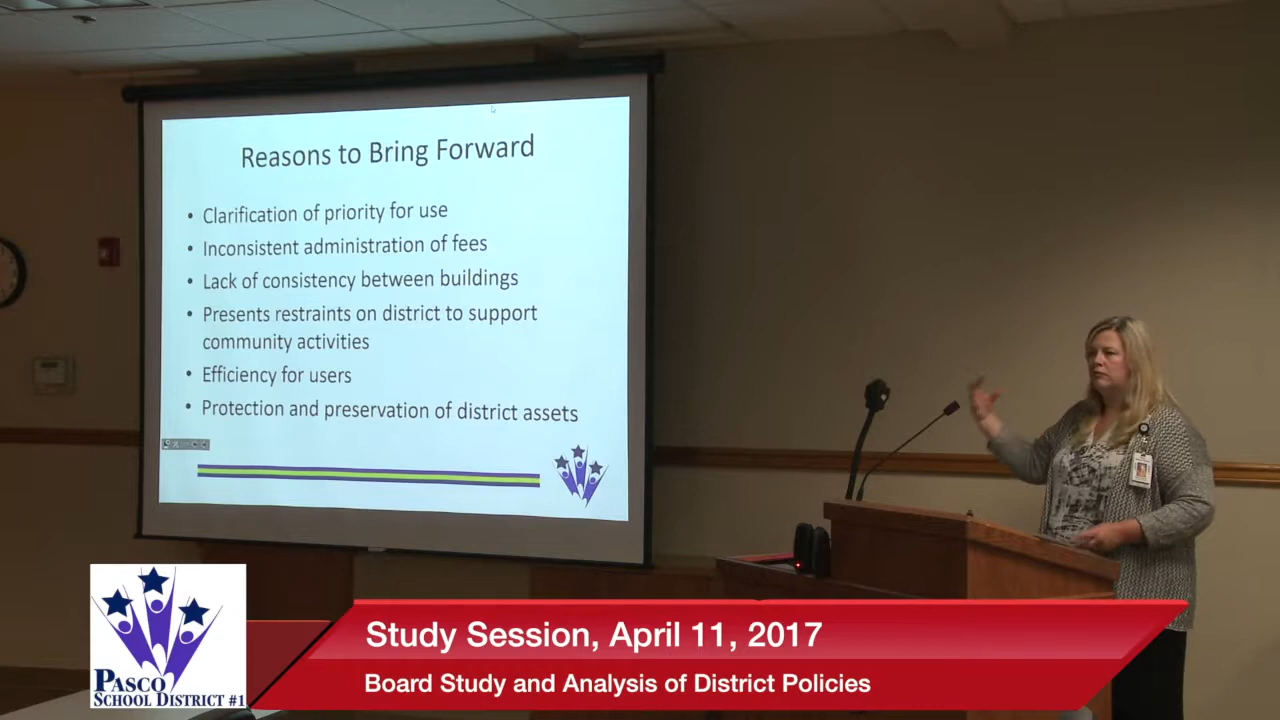 Reasons to Bring Forward
• Clarification of priority for use
• Inconsistent administration of fees
• Lack of consistency between buildings
• Presents restraints on district to support
community activities
• Efficiency for users
• Protection and preservation of district assets
Study Session, April 11, 2017
Board Study and Analysis of District Policies
PASCO
SCHOOL DISTRICT #1